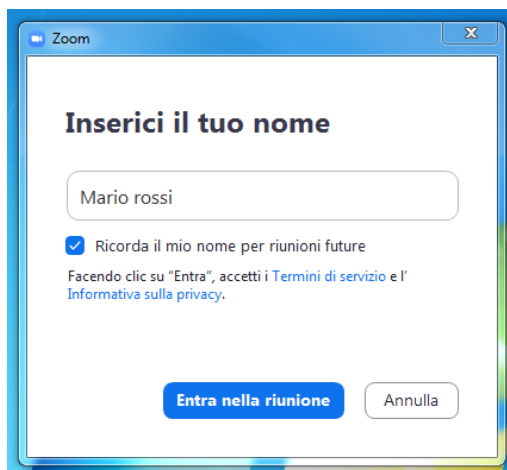 Zoom
Inserici il tuo nome
Mario rossi
Ricorda il mio nome per riunioni future
Facendo clic su "Entra", accetti i Termini di servizio e l'
Informativa sulla privacy.
Entra nella riunione
Annulla